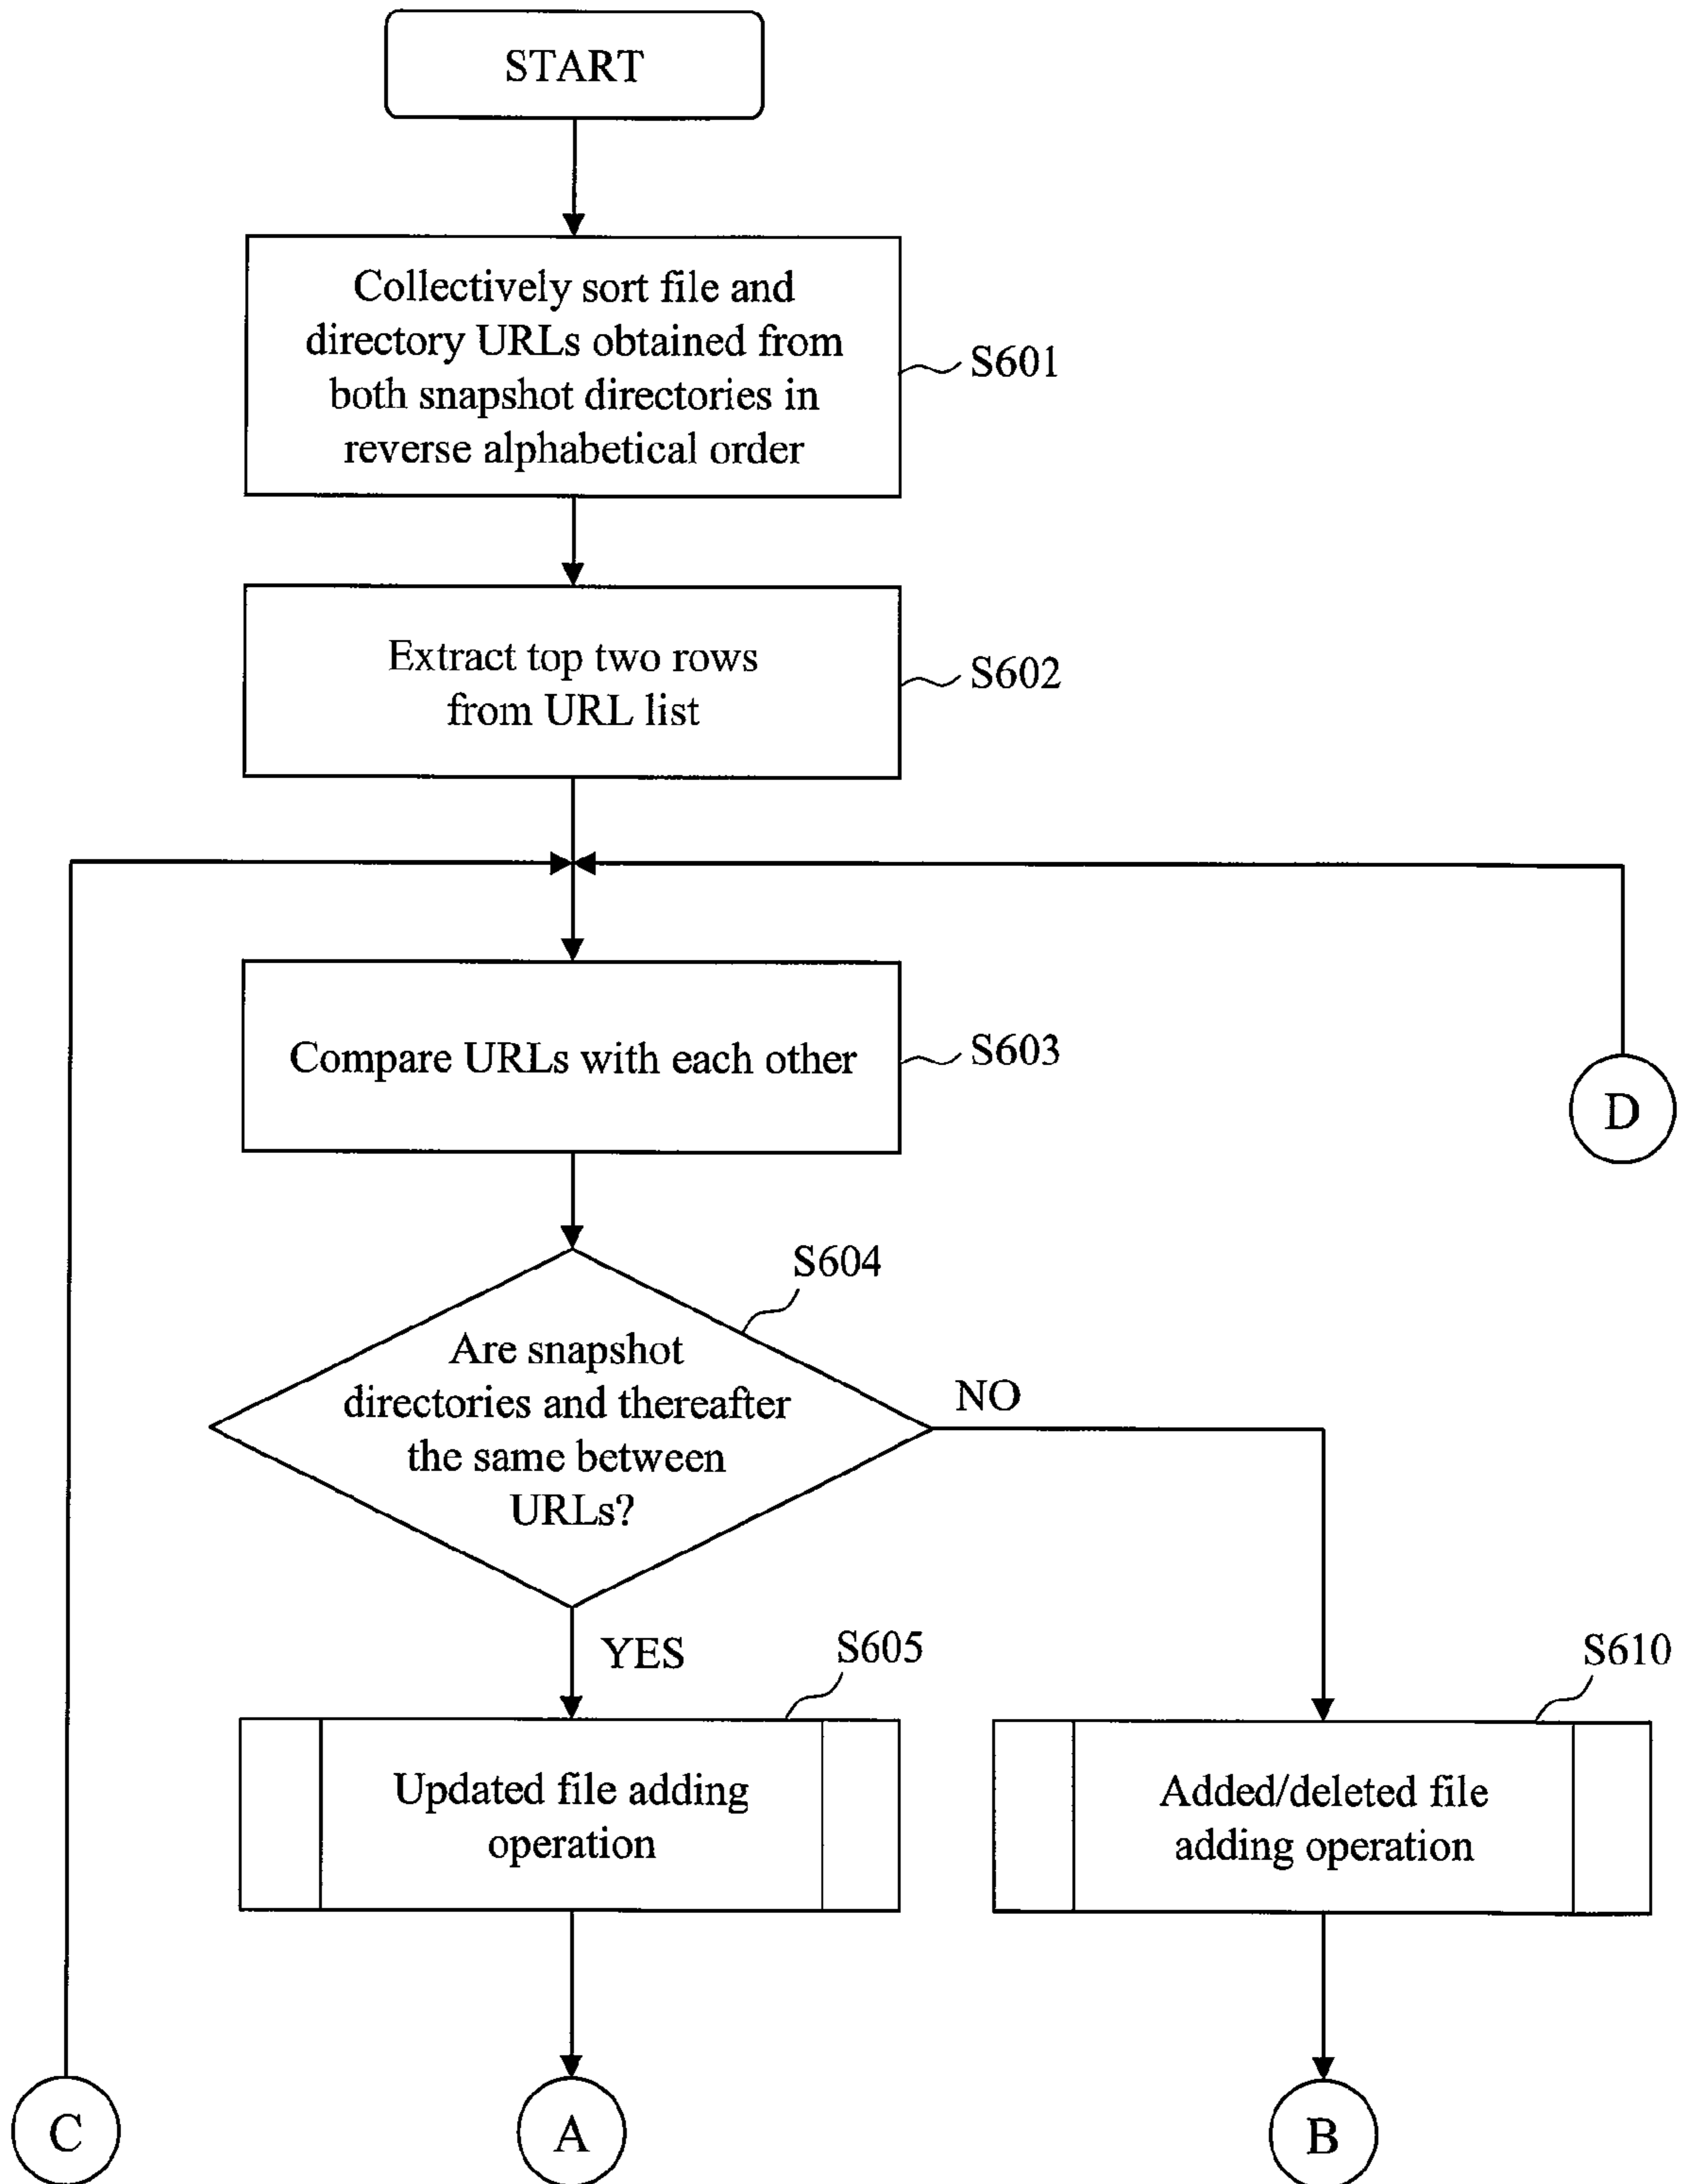 START
Collectively sort file and
directory URLs obtained from
both snapshot directories in
reverse alphabetical order
S601
Extract top two rows
from URL list
S602
Compare URLs with each other
S603
D
S604
Are snapshot
directories and thereafter
the same between
URLs?
NO
YES
S605
S610
Updated file adding
operation
Added/deleted file
adding operation
C
A
B